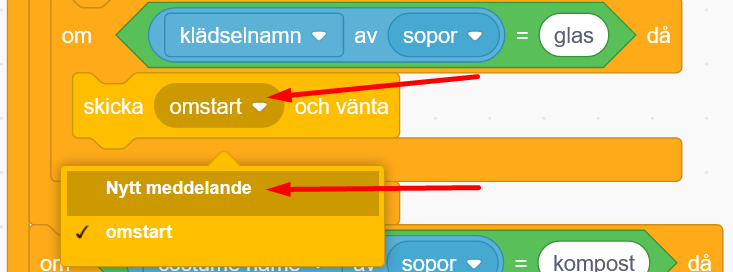 om klädselnamn av sopor = glas då
skicka omstart och vänta
Nytt meddelande
✓ omstart
om costume name av sopor = kompost då